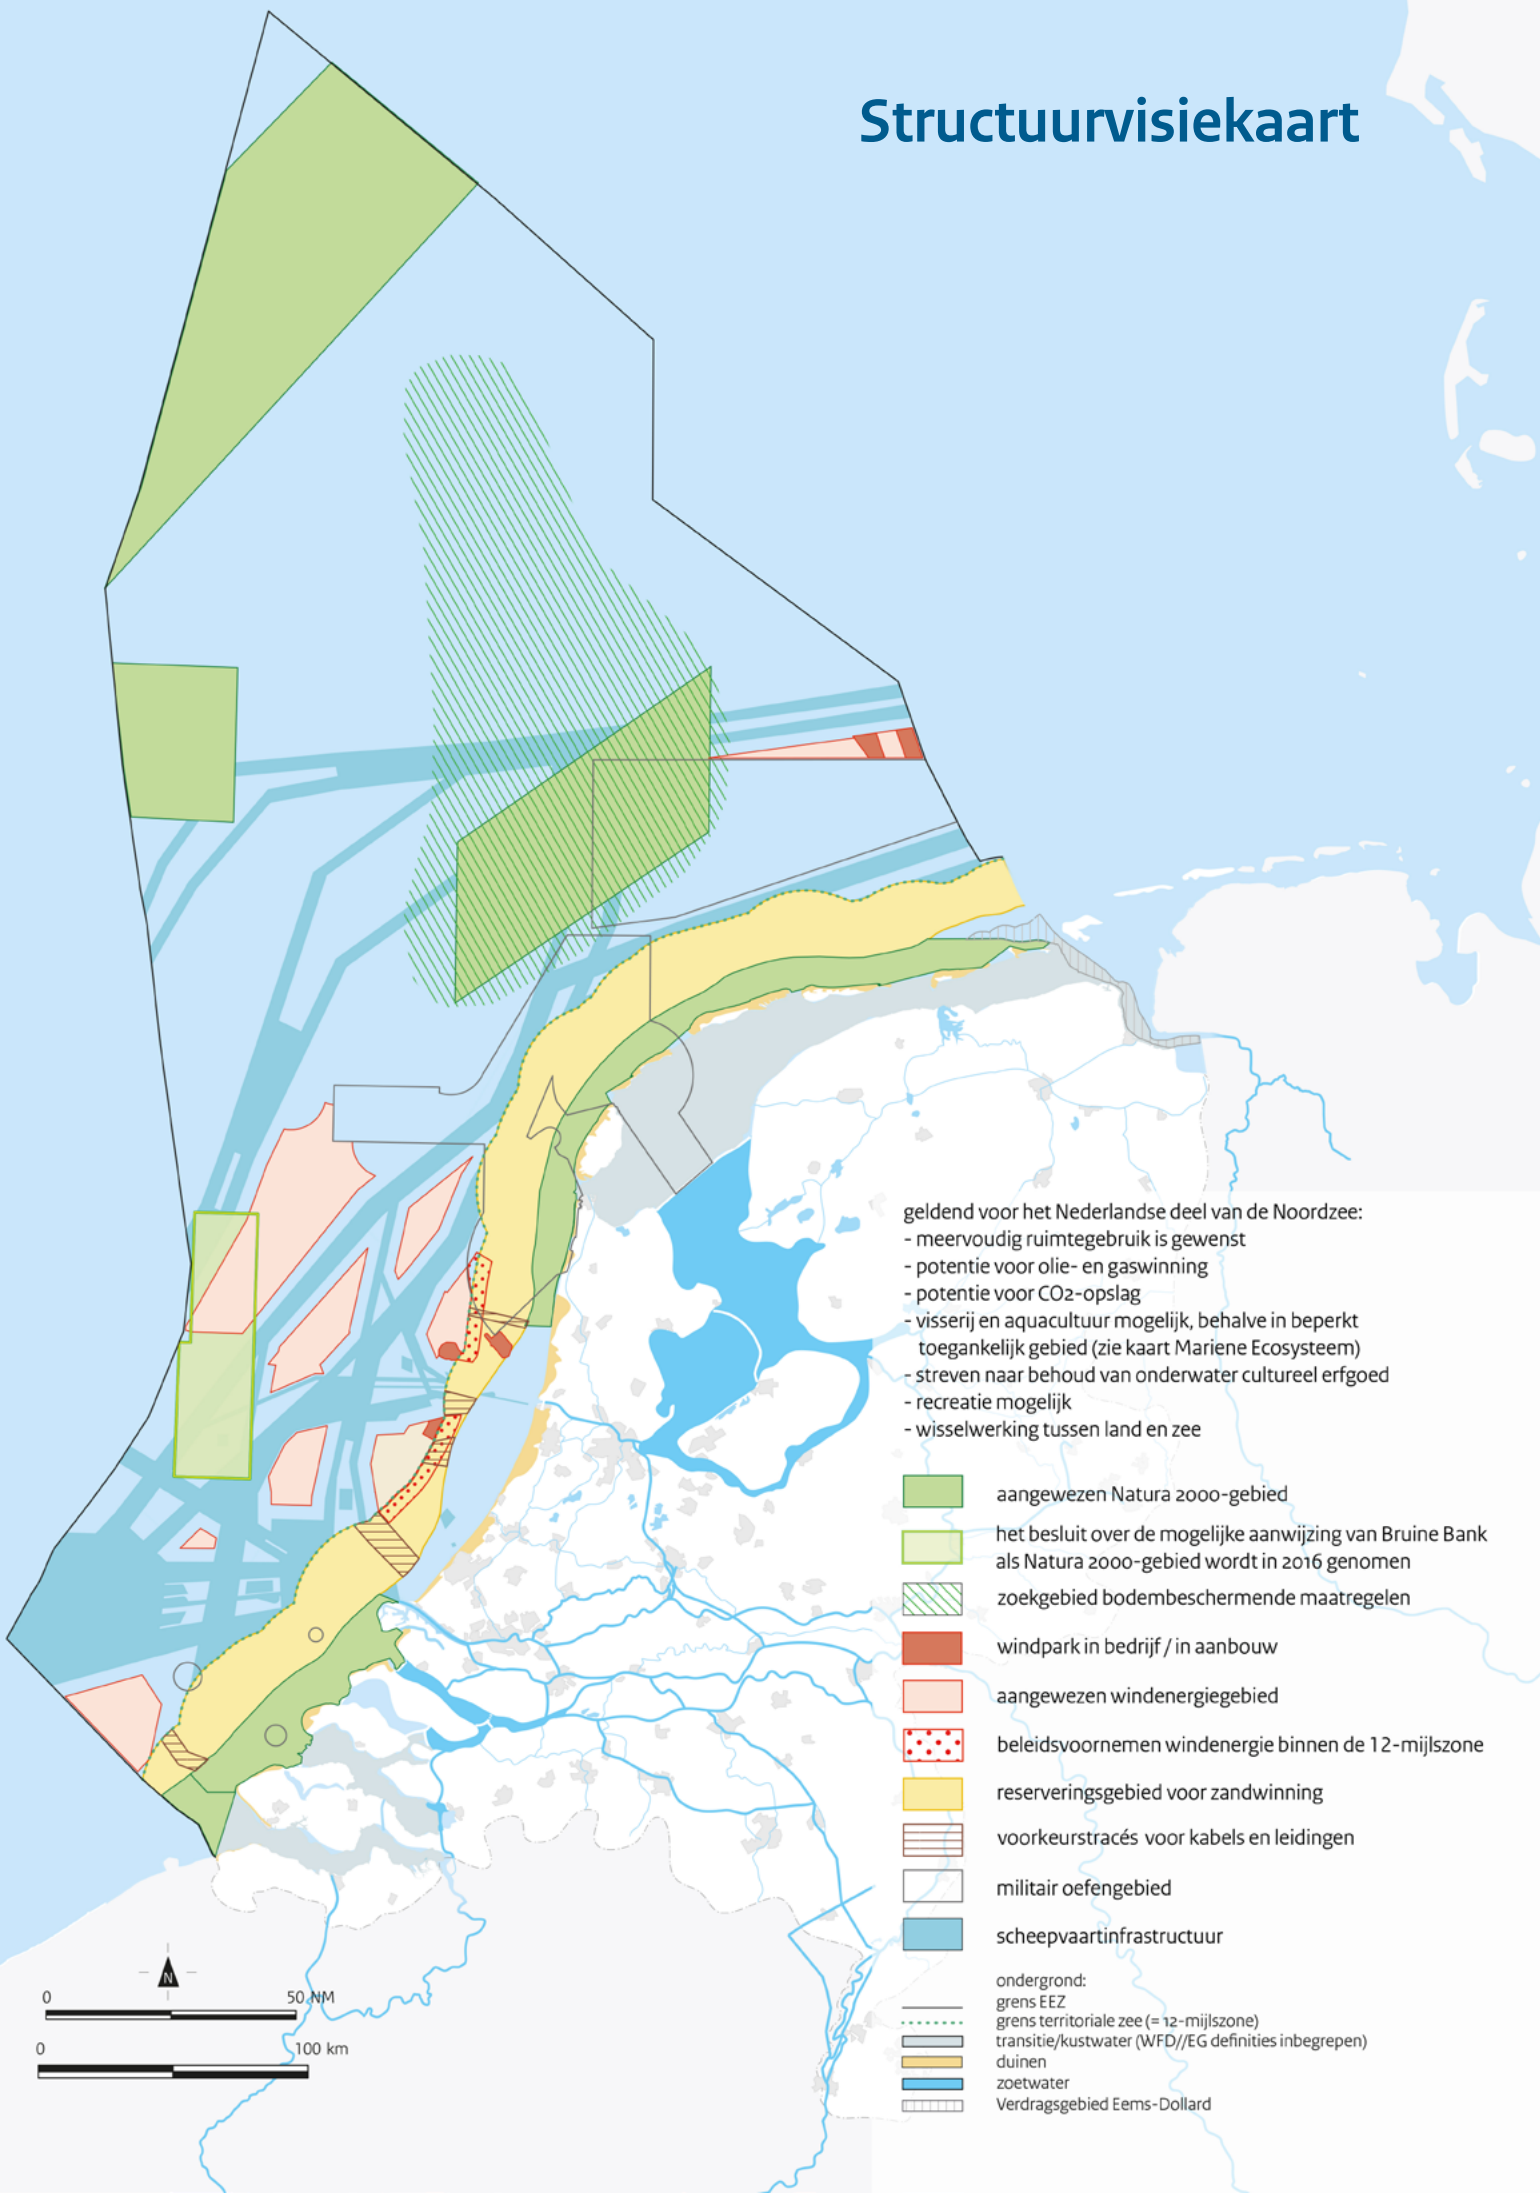 Structuurvisiekaart
geldend voor het Nederlandse deel van de Noordzee:
- meervoudig ruimtegebruik is gewenst
- potentie voor olie- en gaswinning
- potentie voor CO2-opslag
- visserij en aquacultuur mogelijk, behalve in beperkt
toegankelijk gebied (zie kaart Mariene Ecosysteem)
- streven naar behoud van onderwater cultureel erfgoed
- recreatie mogelijk
- wisselwerking tussen land en zee
aangewezen Natura 2000-gebied
het besluit over de mogelijke aanwijzing van Bruine Bank
als Natura 2000-gebied wordt in 2016 genomen
zoekgebied bodembeschermende maatregelen
windpark in bedrijf / in aanbouw
aangewezen windenergiegebied
beleidsvoornemen windenergie binnen de 12-mijlszone
reserveringsgebied voor zandwinning
voorkeurstracés voor kabels en leidingen
militair oefengebied
scheepvaartinfrastructuur
ondergrond:
grens EEZ
grens territoriale zee (= 12-mijlszone)
transitie/kustwater (WFD//EG definities inbegrepen)
duinen
zoetwater
Verdragsgebied Eems-Dollard
N
0 50 NM
0 100 km